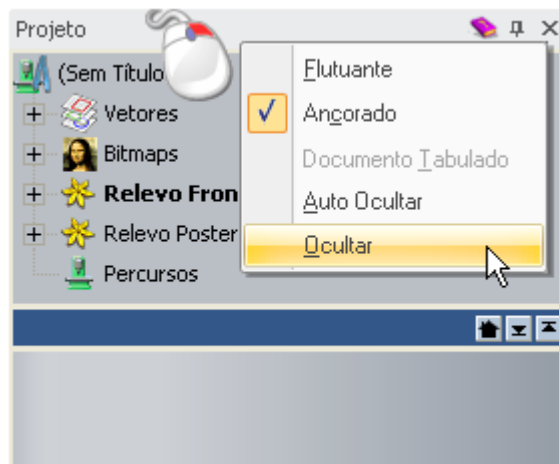 Projeto
(Sem Título
Vetores
Bitmaps
Relevo Fron
Relevo Poster
Percursos
Flutuante
Ancorado
Documento Tabulado
Auto Ocultar
Ocultar